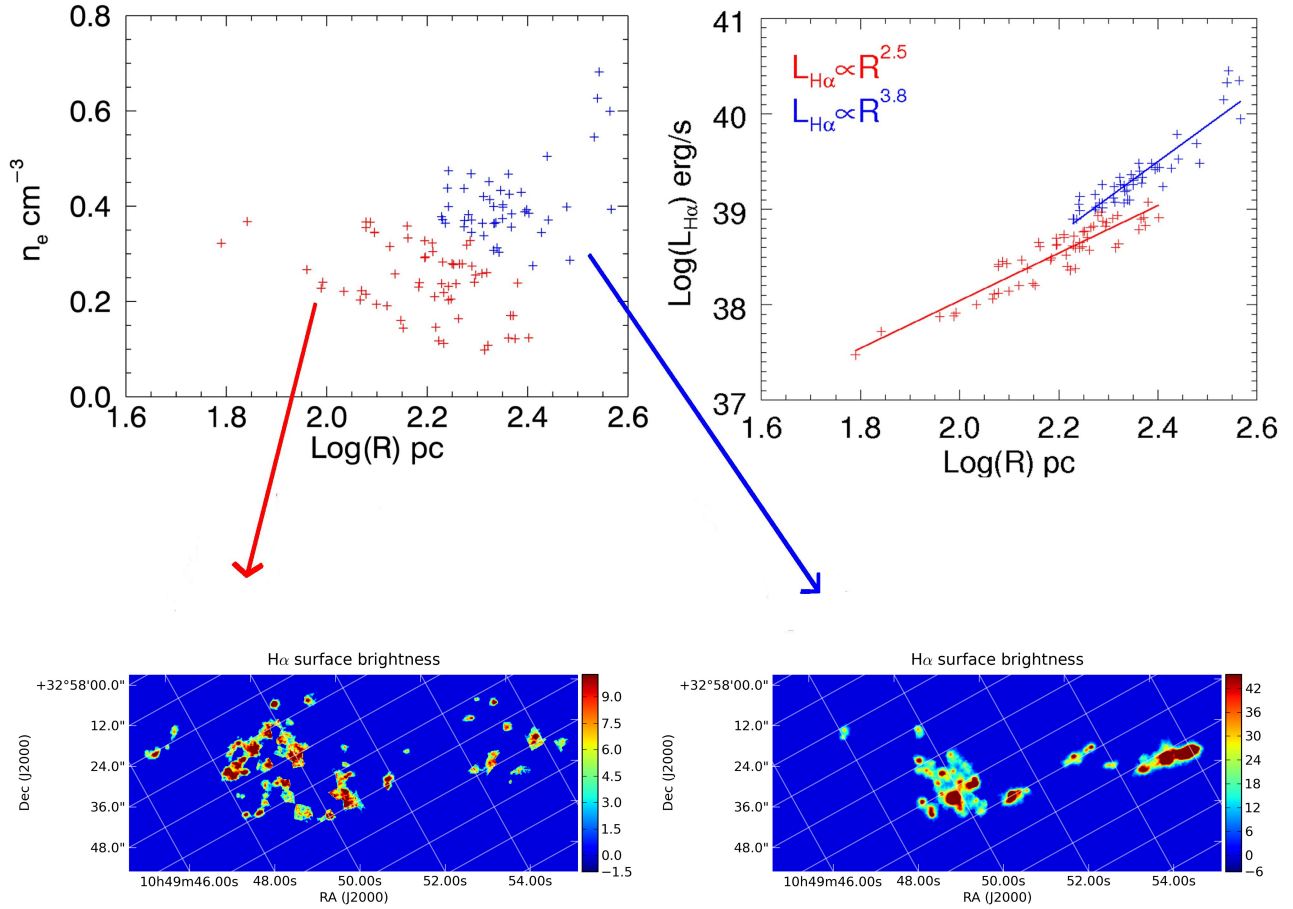 0.8
0.6
0.4
0.2
0.0
n_e cm^-3
1.6 1.8 2.0 2.2 2.4 2.6
Log(R) pc
41
40
39
38
37
Log(L_Hα) erg/s
L_Hα∝R^2.5
L_Hα∝R^3.8
1.6 1.8 2.0 2.2 2.4 2.6
Log(R) pc
Hα surface brightness
+32°58'00.0"
12.0"
24.0"
36.0"
48.0"
Dec (J2000)
10h49m46.00s 48.00s 50.00s 52.00s 54.00s
RA (J2000)
9.0
7.5
6.0
4.5
3.0
1.5
0.0
−1.5
Hα surface brightness
+32°58'00.0"
12.0"
24.0"
36.0"
48.0"
Dec (J2000)
10h49m46.00s 48.00s 50.00s 52.00s 54.00s
RA (J2000)
42
36
30
24
18
12
6
0
−6